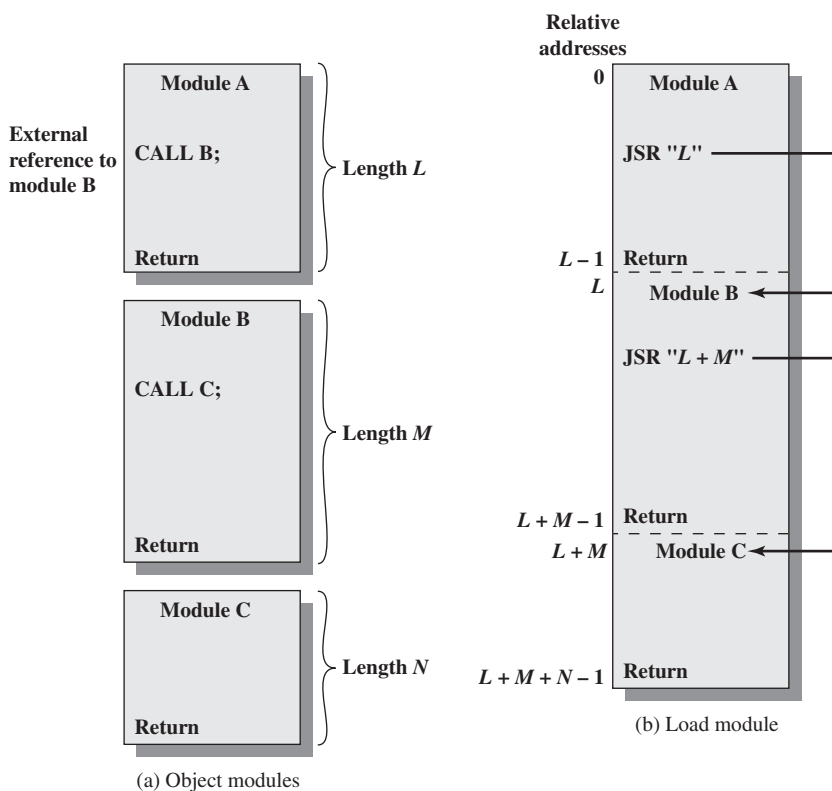 External
reference to
module B
Module A
CALL B;
Return
Length L
Module B
CALL C;
Return
Length M
Module C
Return
Length N
(a) Object modules
Relative
addresses
0
Module A
JSR "L"
L – 1
Return
L
Module B
JSR "L + M"
L + M – 1
Return
L + M
Module C
L + M + N – 1
Return
(b) Load module